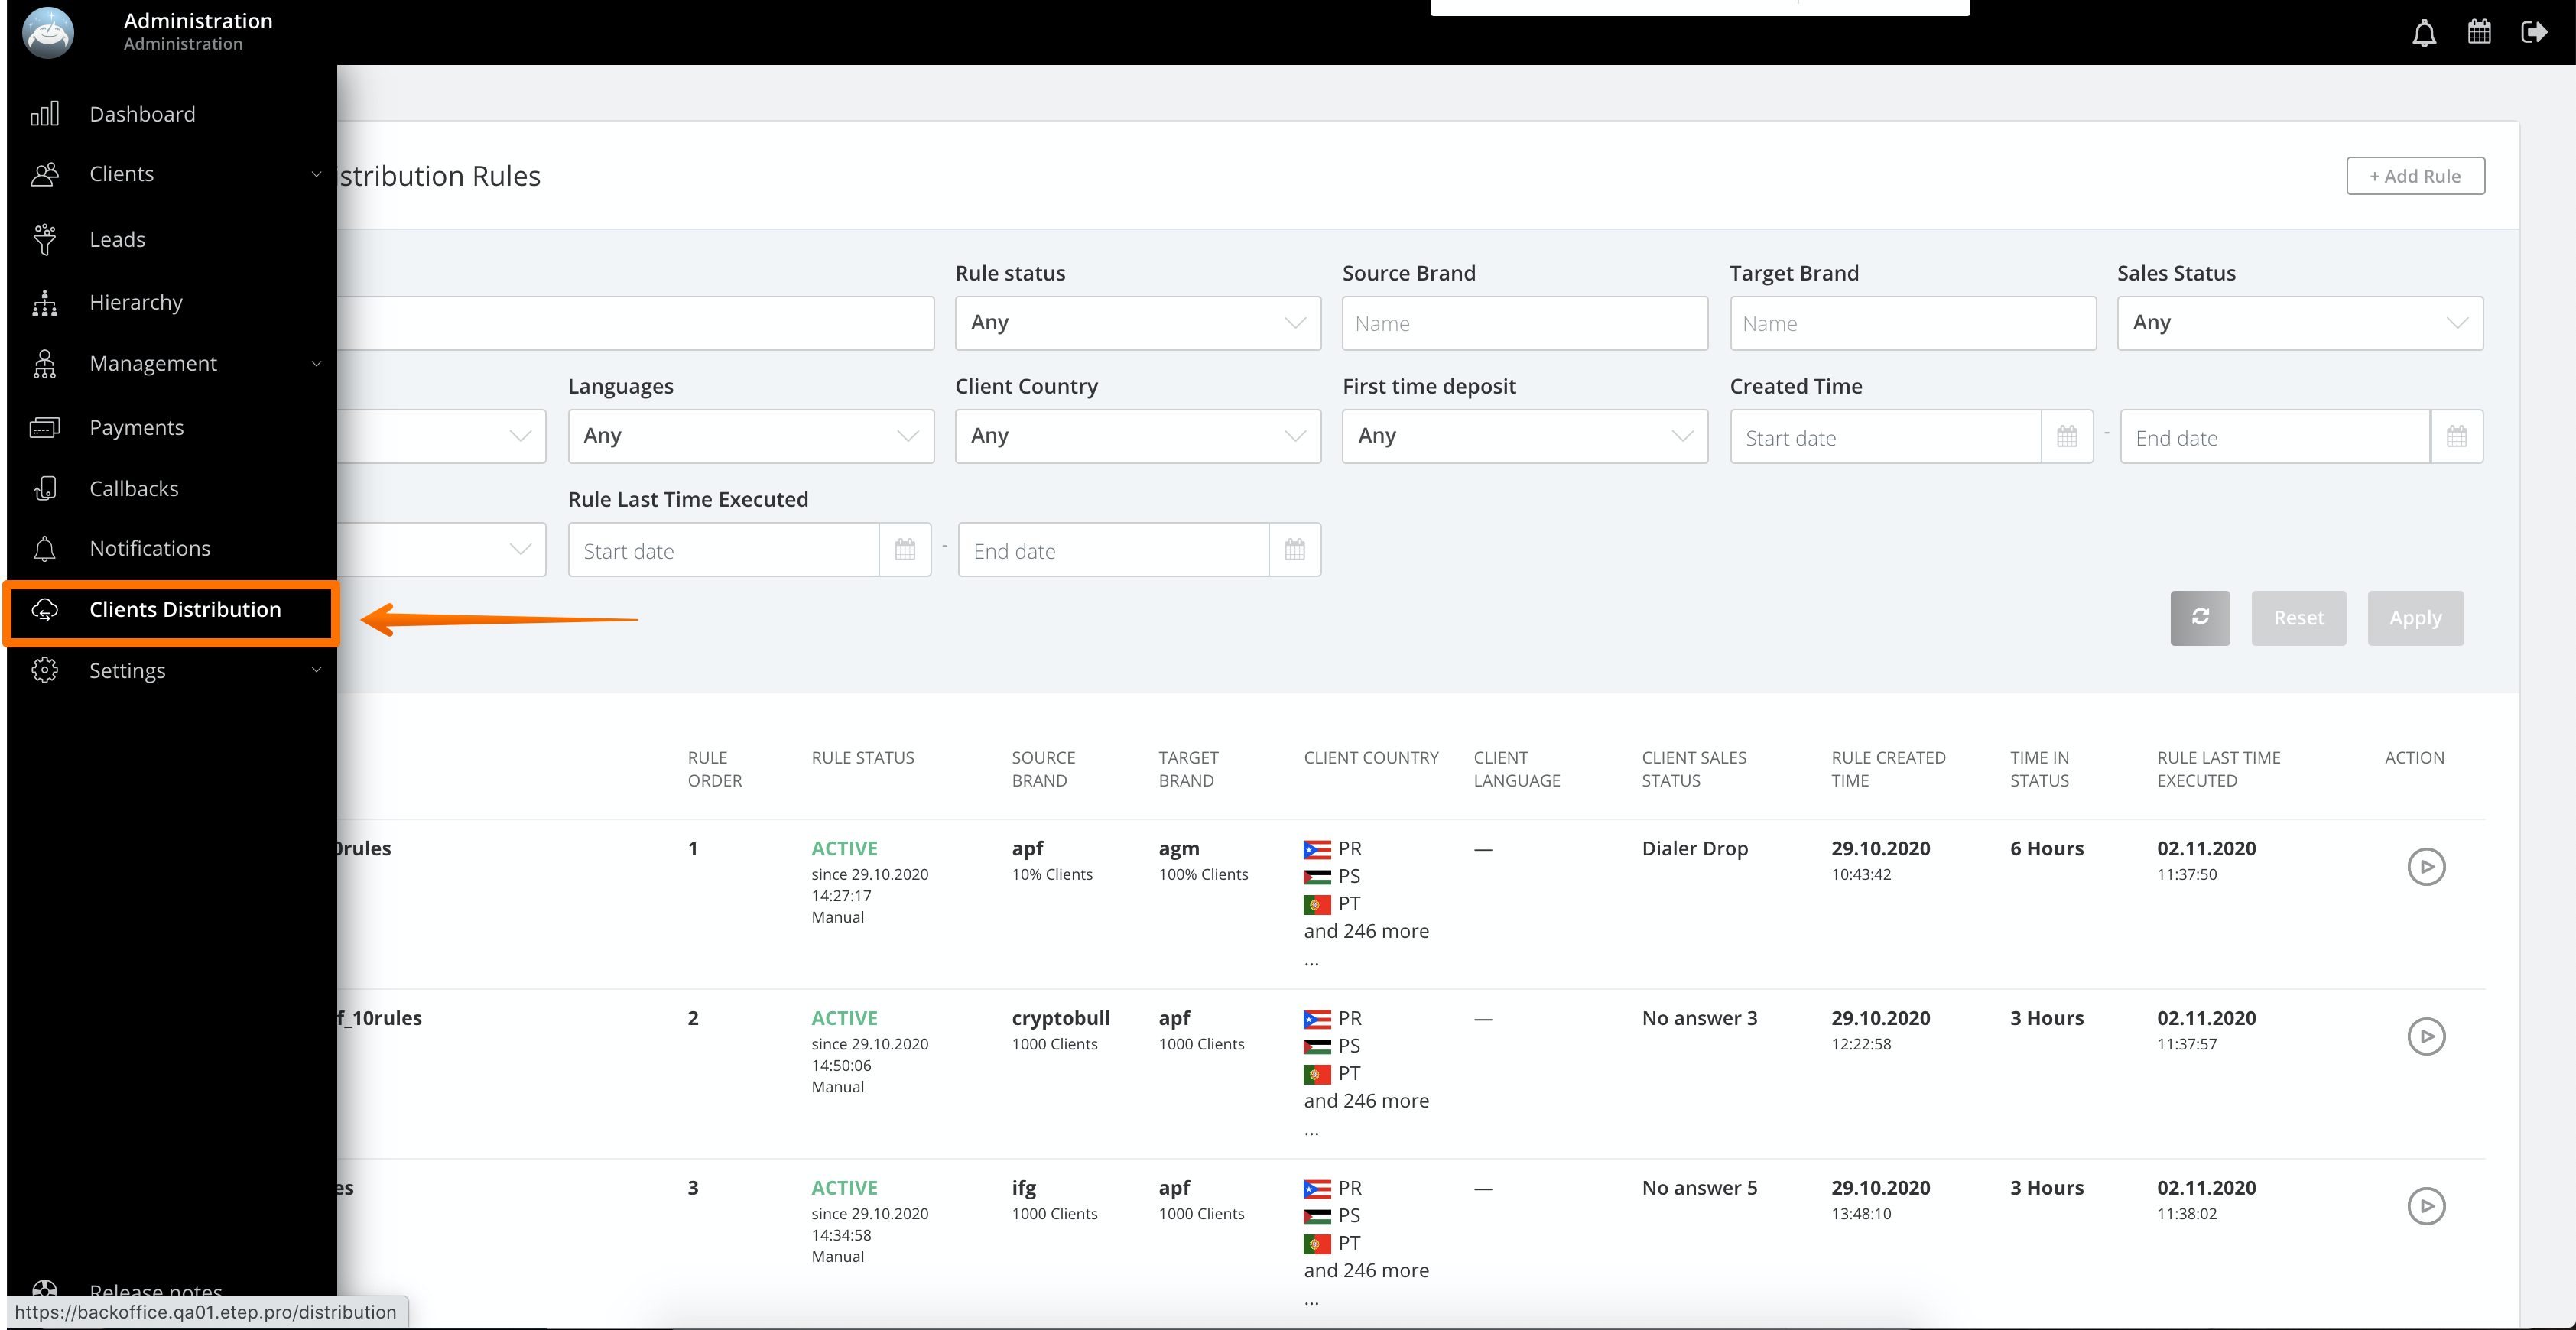 Administration
Administration
Dashboard
Clients
Leads
Hierarchy
Management
Payments
Callbacks
Notifications
Clients Distribution
Settings
Release notes
https://backoffice.qa01.etep.pro/distribution
stribution Rules
+ Add Rule
Rule status Source Brand Target Brand Sales Status
Any Name Name Any
Languages Client Country First time deposit Created Time
Any Any Any Start date - End date
Rule Last Time Executed
Start date - End date
Reset Apply
RULE ORDER RULE STATUS SOURCE BRAND TARGET BRAND CLIENT COUNTRY CLIENT LANGUAGE CLIENT SALES STATUS RULE CREATED TIME TIME IN STATUS RULE LAST TIME EXECUTED ACTION
0rules 1 ACTIVE apf agm PR — Dialer Drop 29.10.2020 6 Hours 02.11.2020
since 29.10.2020 10% Clients 100% Clients PS 10:43:42 11:37:50
14:27:17 PT
Manual and 246 more
...
f_10rules 2 ACTIVE cryptobull apf PR — No answer 3 29.10.2020 3 Hours 02.11.2020
since 29.10.2020 1000 Clients 1000 Clients PS 12:22:58 11:37:57
14:50:06 PT
Manual and 246 more
...
es 3 ACTIVE ifg apf PR — No answer 5 29.10.2020 3 Hours 02.11.2020
since 29.10.2020 1000 Clients 1000 Clients PS 13:48:10 11:38:02
14:34:58 PT
Manual and 246 more
...